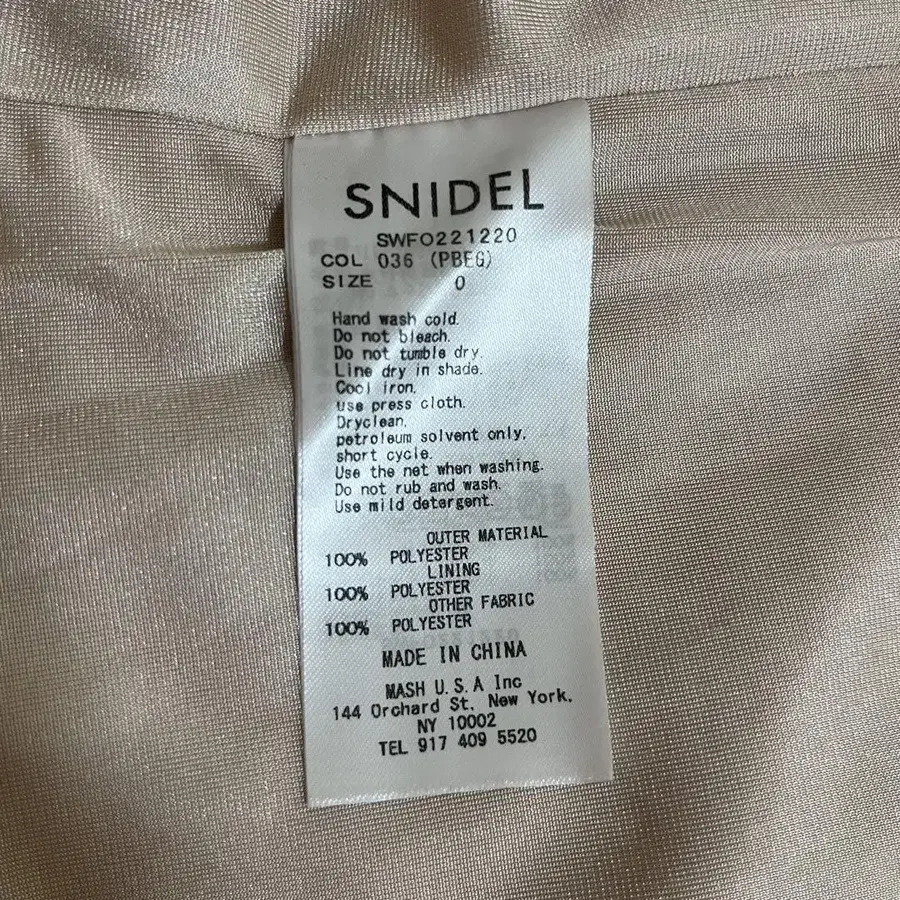 SNIDEL
SWFO221220
COL 036 (PBEG)
SIZE 0
Hand wash cold.
Do not bleach.
Do not tumble dry.
Line dry in shade.
Cool iron.
use press cloth.
Dryclean.
petroleum solvent only.
short cycle.
Use the net when washing.
Do not rub and wash.
Use mild detergent.
OUTER MATERIAL
100% POLYESTER
LINING
100% POLYESTER
OTHER FABRIC
100% POLYESTER
MADE IN CHINA
MASH U.S.A Inc
144 Orchard St. New York,
NY 10002
TEL 917 409 5520